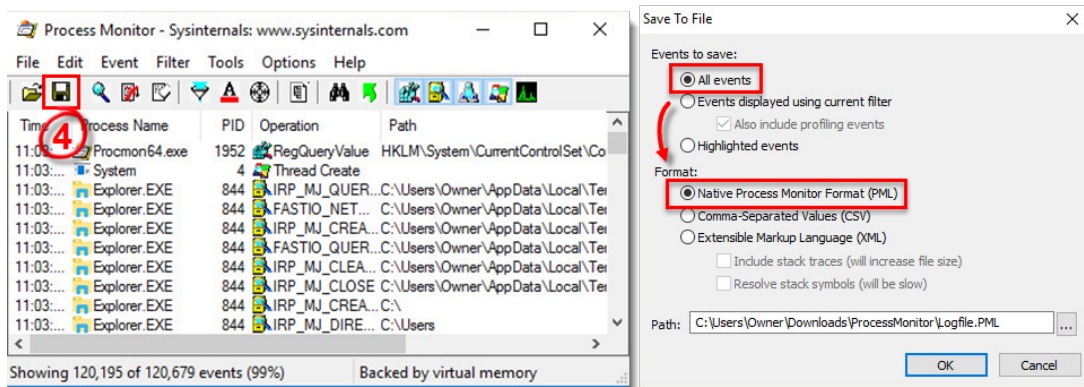 Process Monitor - Sysinternals: www.sysinternals.com
File Edit Event Filter Tools Options Help
4
Time Process Name PID Operation Path
11:03:... Procmon64.exe 1952 RegQueryValue HKLM\System\CurrentControlSet\Co
11:03:... System 4 Thread Create
11:03:... Explorer.EXE 844 IRP_MJ_QUER... C:\Users\Owner\AppData\Local\Ter
11:03:... Explorer.EXE 844 FASTIO_NET... C:\Users\Owner\AppData\Local\Ter
11:03:... Explorer.EXE 844 IRP_MJ_CREA... C:\Users\Owner\AppData\Local\Ter
11:03:... Explorer.EXE 844 FASTIO_QUER... C:\Users\Owner\AppData\Local\Ter
11:03:... Explorer.EXE 844 IRP_MJ_CLEA... C:\Users\Owner\AppData\Local\Ter
11:03:... Explorer.EXE 844 IRP_MJ_CLOSE C:\Users\Owner\AppData\Local\Ter
11:03:... Explorer.EXE 844 IRP_MJ_CREA... C:\
11:03:... Explorer.EXE 844 IRP_MJ_DIRE... C:\Users
Showing 120,195 of 120,679 events (99%) Backed by virtual memory
Save To File
Events to save:
All events
Events displayed using current filter
Also include profiling events
Highlighted events
Format:
Native Process Monitor Format (PML)
Comma-Separated Values (CSV)
Extensible Markup Language (XML)
Include stack traces (will increase file size)
Resolve stack symbols (will be slow)
Path: C:\Users\Owner\Downloads\ProcessMonitor\Logfile.PML ...
OK Cancel